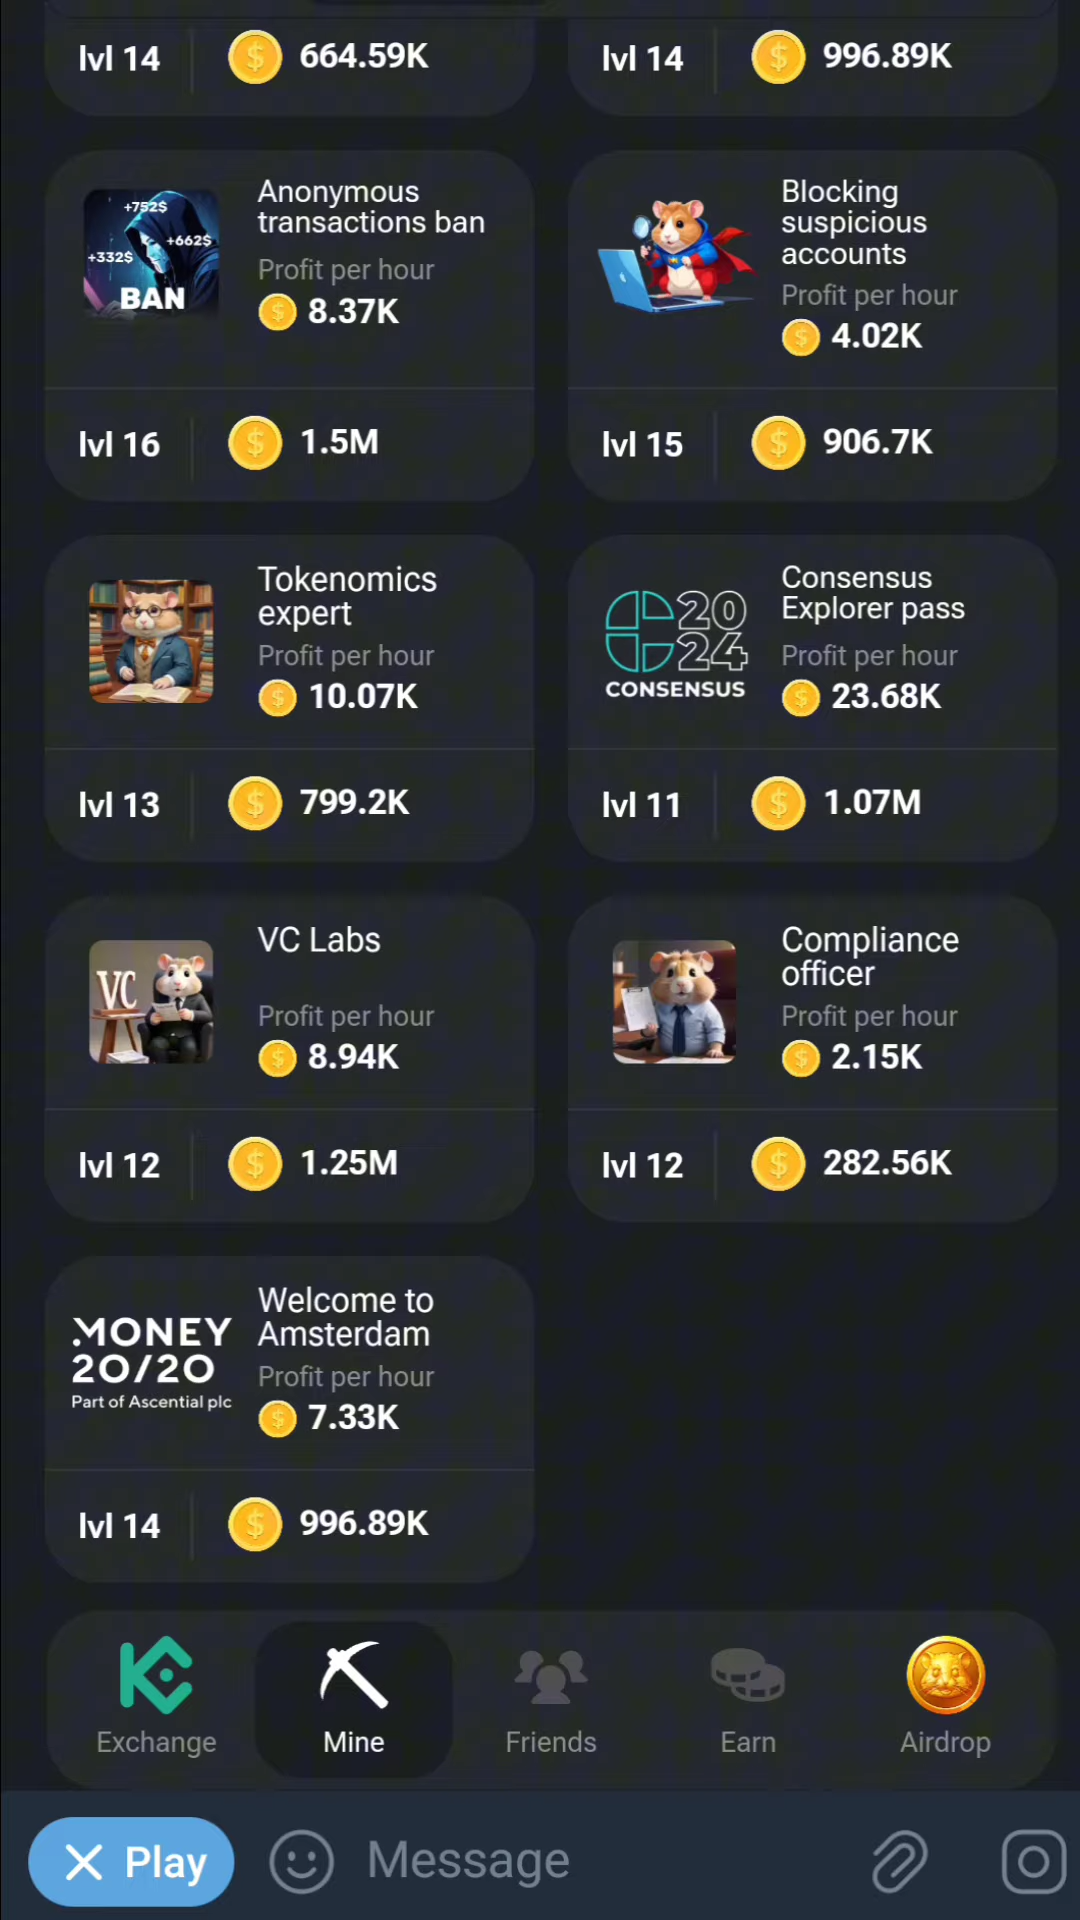 lvl 14
664.59K
lvl 14
996.89K
+752$
+662$
+332$
BAN
Anonymous
transactions ban
Profit per hour
8.37K
lvl 16
1.5M
Blocking
suspicious
accounts
Profit per hour
4.02K
lvl 15
906.7K
Tokenomics
expert
Profit per hour
10.07K
lvl 13
799.2K
2024
CONSENSUS
Consensus
Explorer pass
Profit per hour
23.68K
lvl 11
1.07M
VC
VC Labs
Profit per hour
8.94K
lvl 12
1.25M
Compliance
officer
Profit per hour
2.15K
lvl 12
282.56K
MONEY
20/20
Part of Ascential plc
Welcome to
Amsterdam
Profit per hour
7.33K
lvl 14
996.89K
Exchange
Mine
Friends
Earn
Airdrop
Play
Message